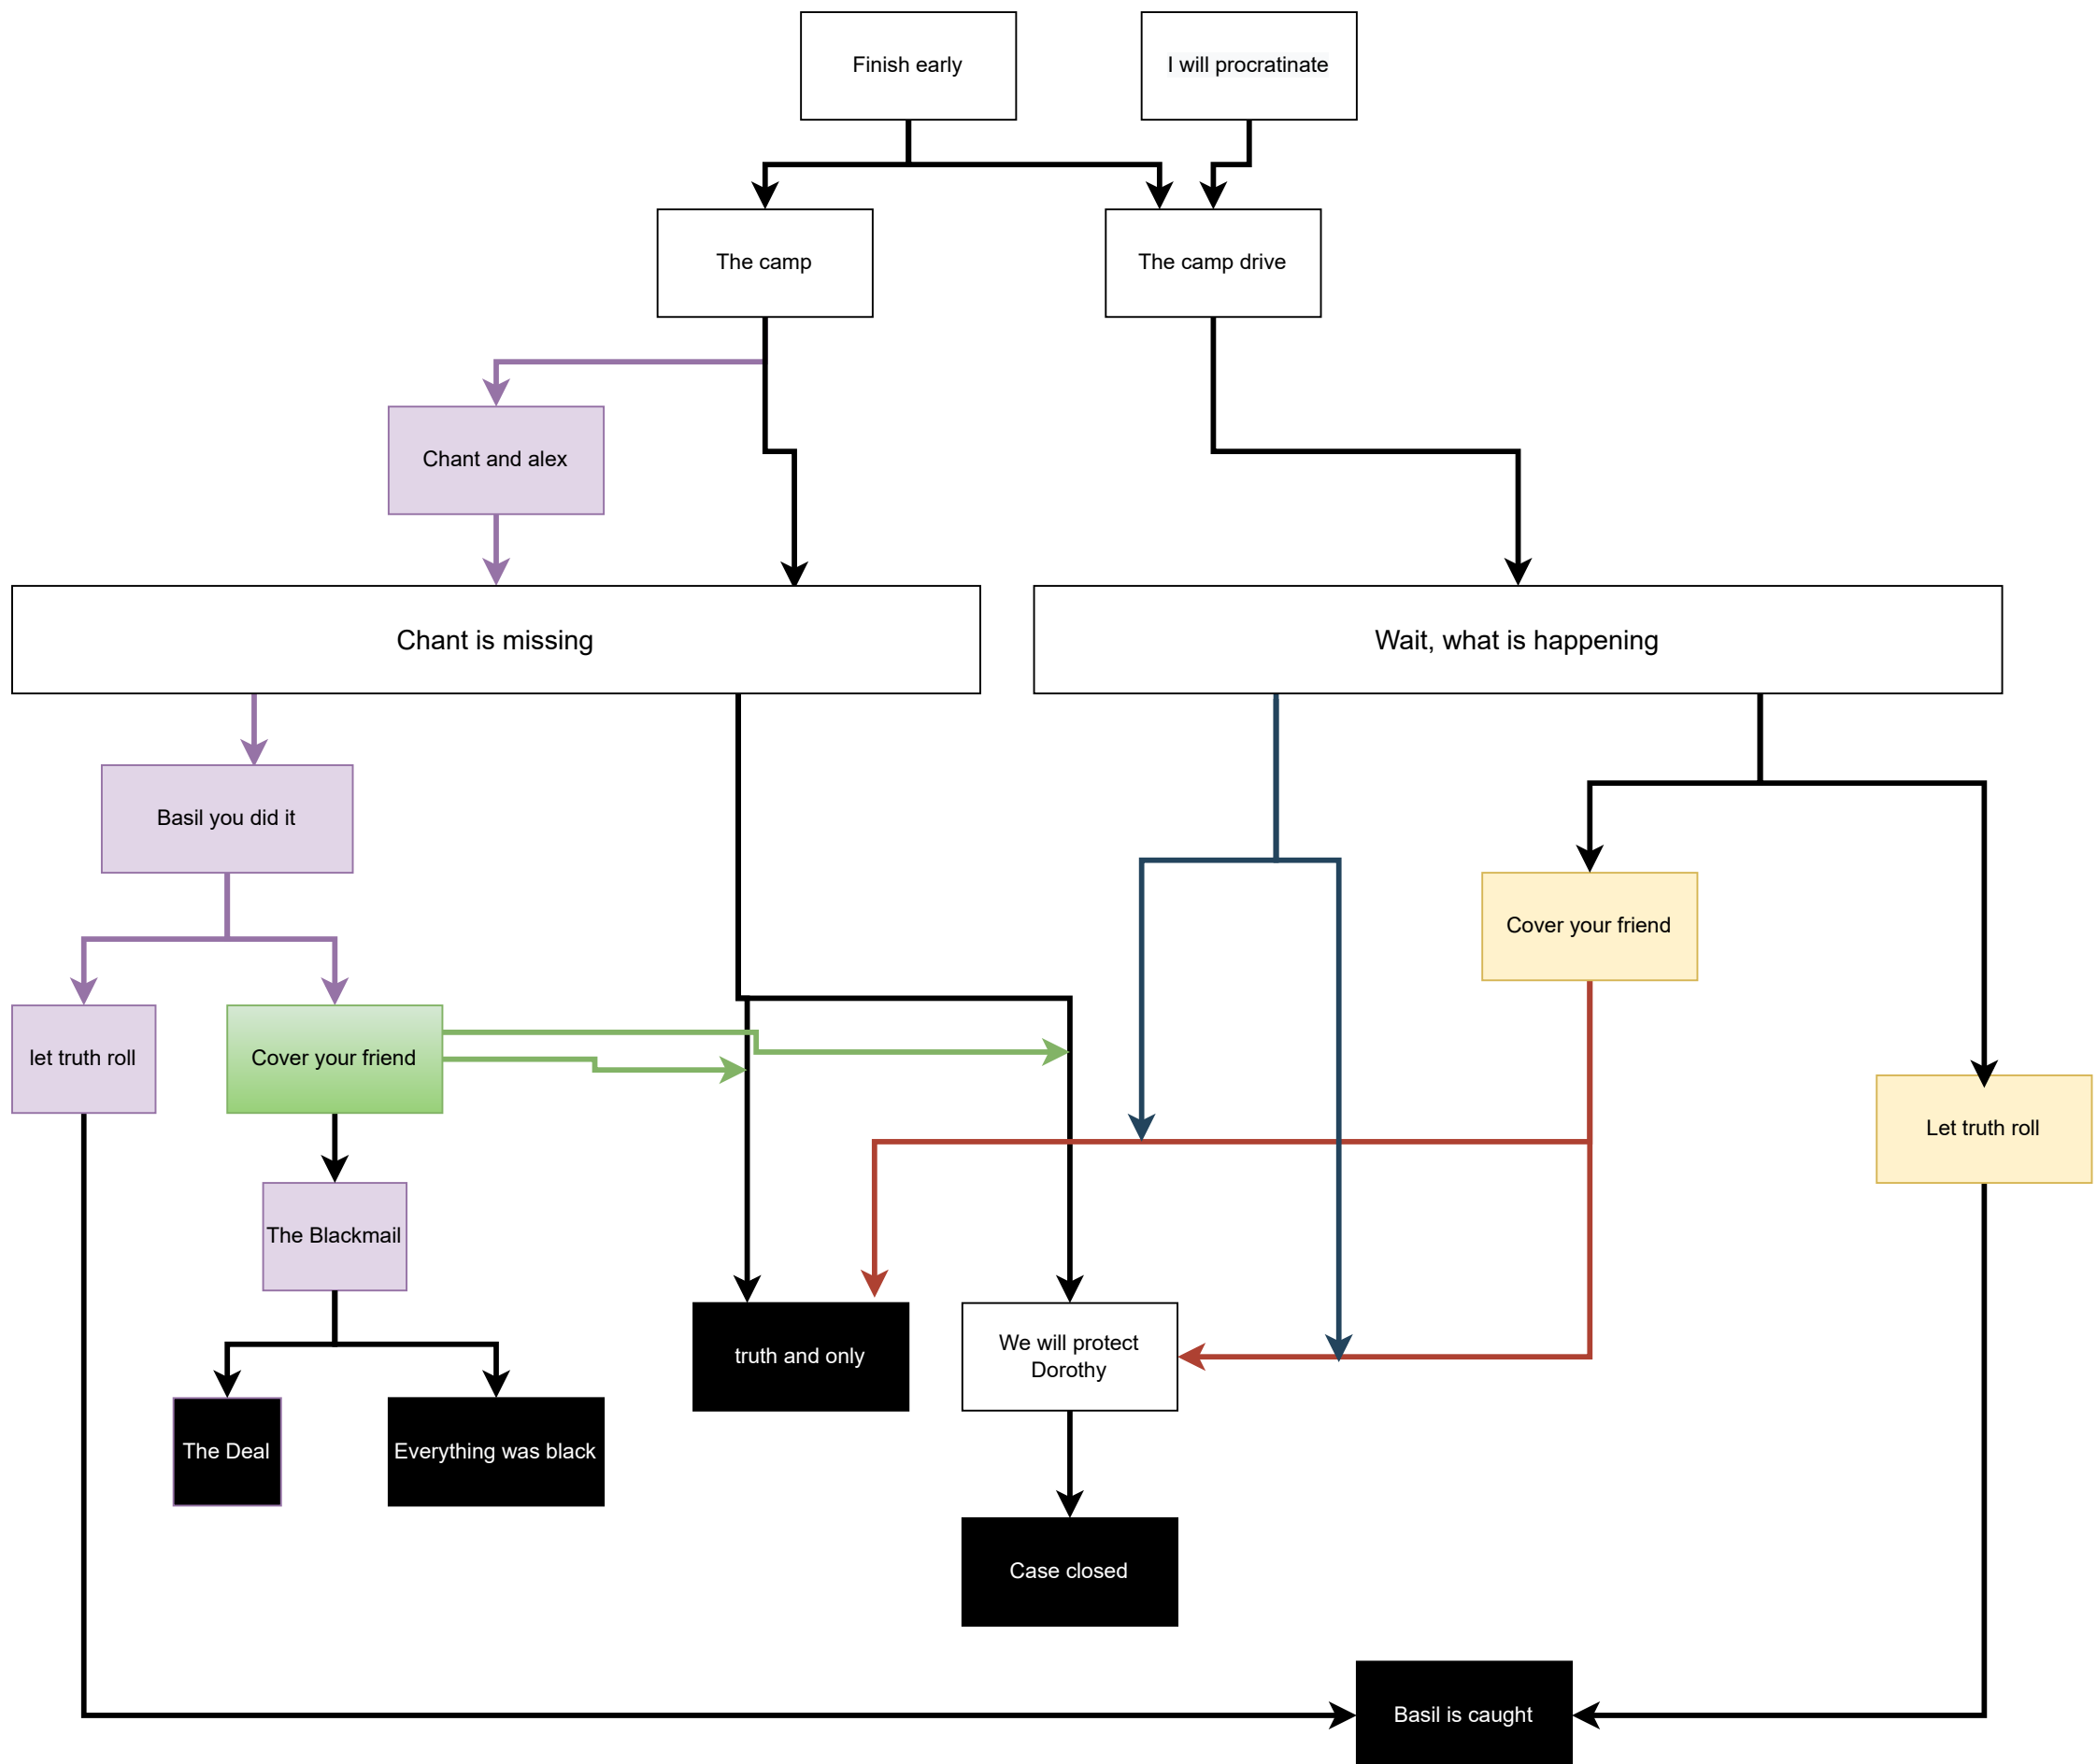 Finish early
I will procratinate
The camp
The camp drive
Chant and alex
Chant is missing
Wait, what is happening
Basil you did it
Cover your friend
let truth roll
Cover your friend
Let truth roll
The Blackmail
truth and only
We will protect
Dorothy
The Deal
Everything was black
Case closed
Basil is caught